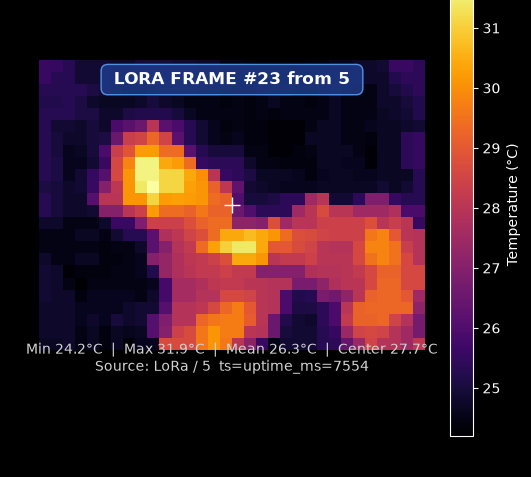 LORA FRAME #23 from 5
31
30
29
28
27
26
25
Temperature (°C)
Min 24.2°C | Max 31.9°C | Mean 26.3°C | Center 27.7°C
Source: LoRa / 5 ts=uptime_ms=7554